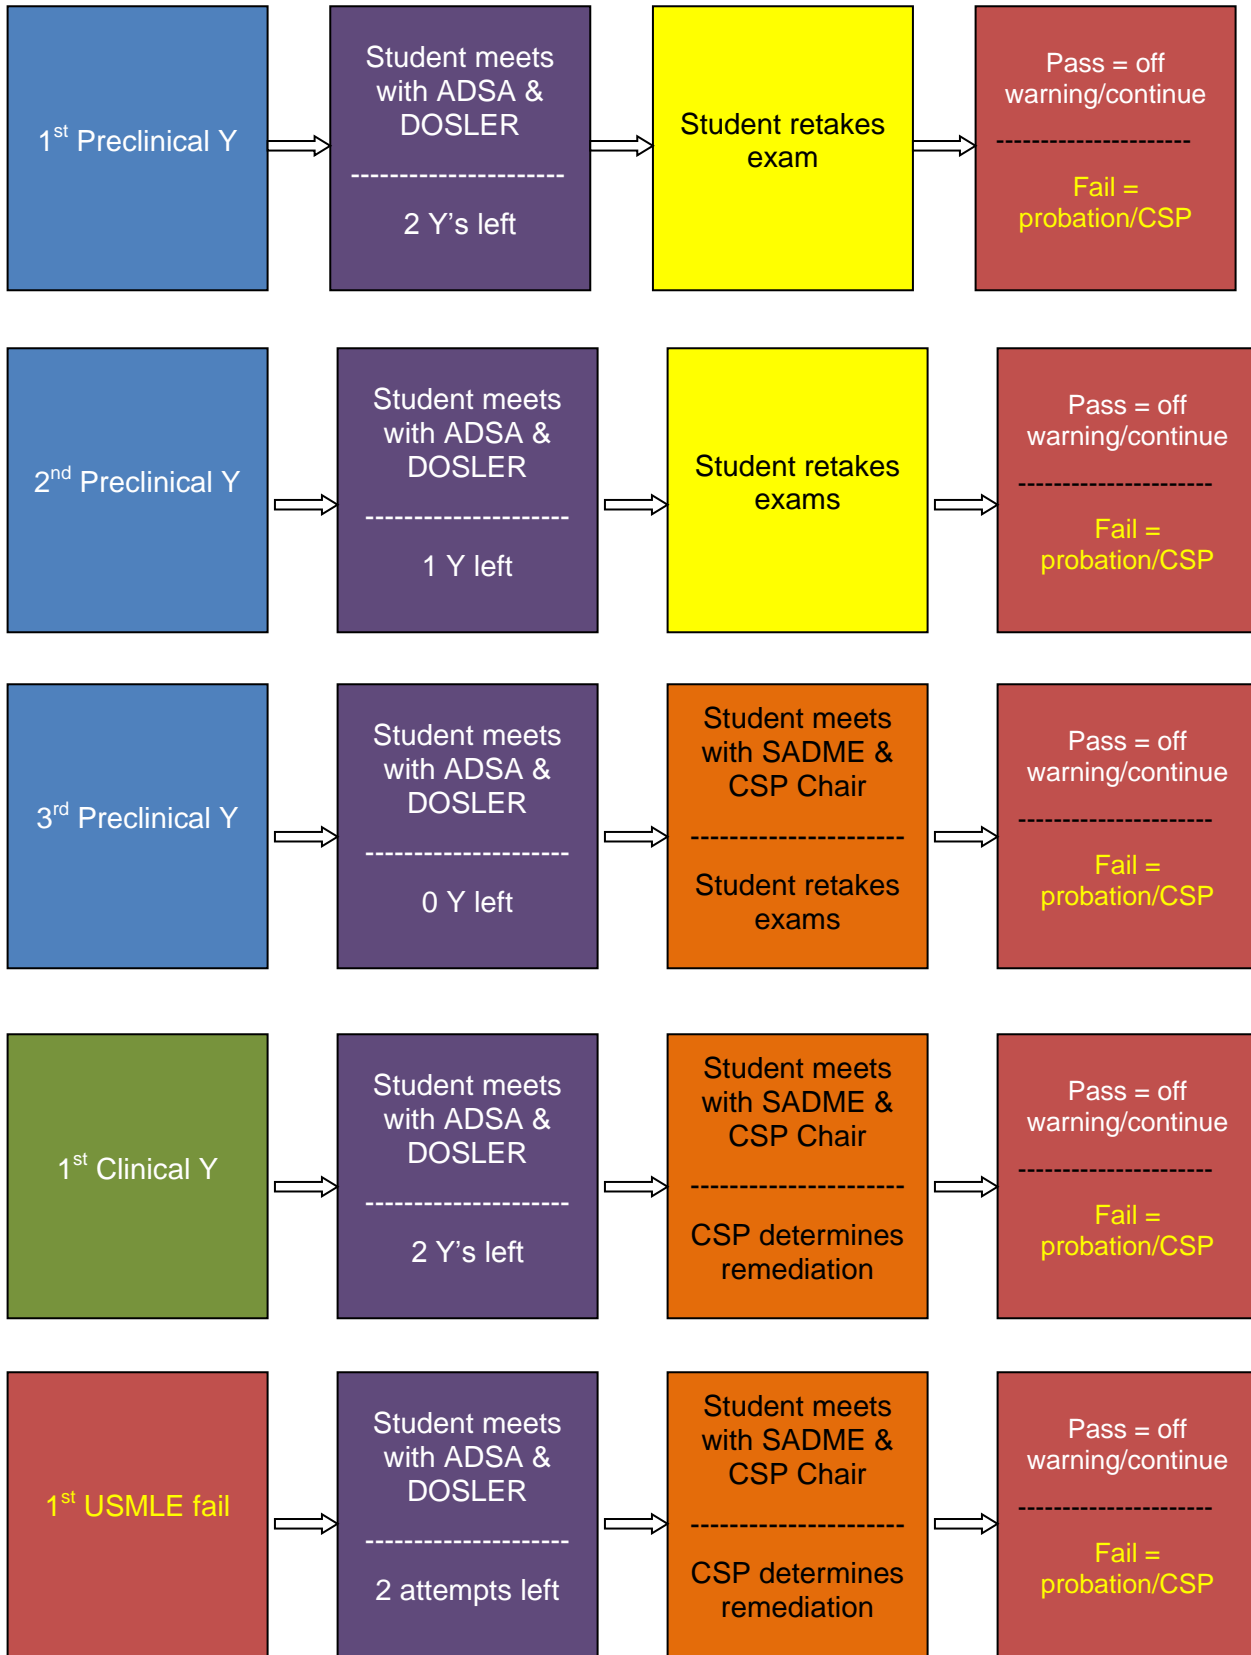 1st Preclinical Y
Student meets
with ADSA &
DOSLER
----------------------
2 Y’s left
Student retakes
exam
Pass = off
warning/continue
--------------------
Fail =
probation/CSP
2nd Preclinical Y
Student meets
with ADSA &
DOSLER
---------------------
1 Y left
Student retakes
exams
Pass = off
warning/continue
--------------------
Fail =
probation/CSP
3rd Preclinical Y
Student meets
with ADSA &
DOSLER
---------------------
0 Y left
Student meets
with SADME &
CSP Chair
----------------------
Student retakes
exams
Pass = off
warning/continue
--------------------
Fail =
probation/CSP
1st Clinical Y
Student meets
with ADSA &
DOSLER
---------------------
2 Y’s left
Student meets
with SADME &
CSP Chair
----------------------
CSP determines
remediation
Pass = off
warning/continue
--------------------
Fail =
probation/CSP
1st USMLE fail
Student meets
with ADSA &
DOSLER
---------------------
2 attempts left
Student meets
with SADME &
CSP Chair
----------------------
CSP determines
remediation
Pass = off
warning/continue
--------------------
Fail =
probation/CSP